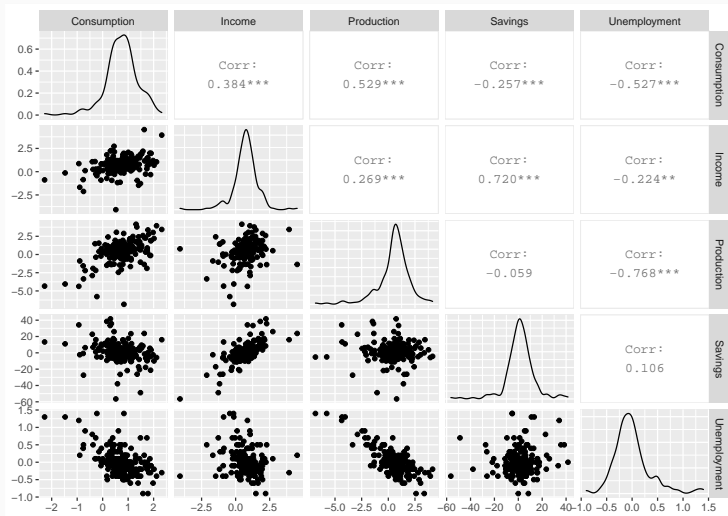 Consumption Income Production Savings Unemployment
0.6
0.4
0.2
0.0
Corr:
0.384***
Corr:
0.529***
Corr:
−0.257***
Corr:
−0.527***
Consumption
2.5
0.0
−2.5
Corr:
0.269***
Corr:
0.720***
Corr:
−0.224**
Income
2.5
0.0
−2.5
−5.0
Corr:
−0.059
Corr:
−0.768***
Production
40
20
0
−20
−40
−60
Corr:
0.106
Savings
1.5
1.0
0.5
0.0
−0.5
−1.0
Unemployment
−2 −1 0 1 2 −2.5 0.0 2.5 −5.0 −2.5 0.0 2.5 −60 −40 −20 0 20 40 −1.0 −0.5 0.0 0.5 1.0 1.5